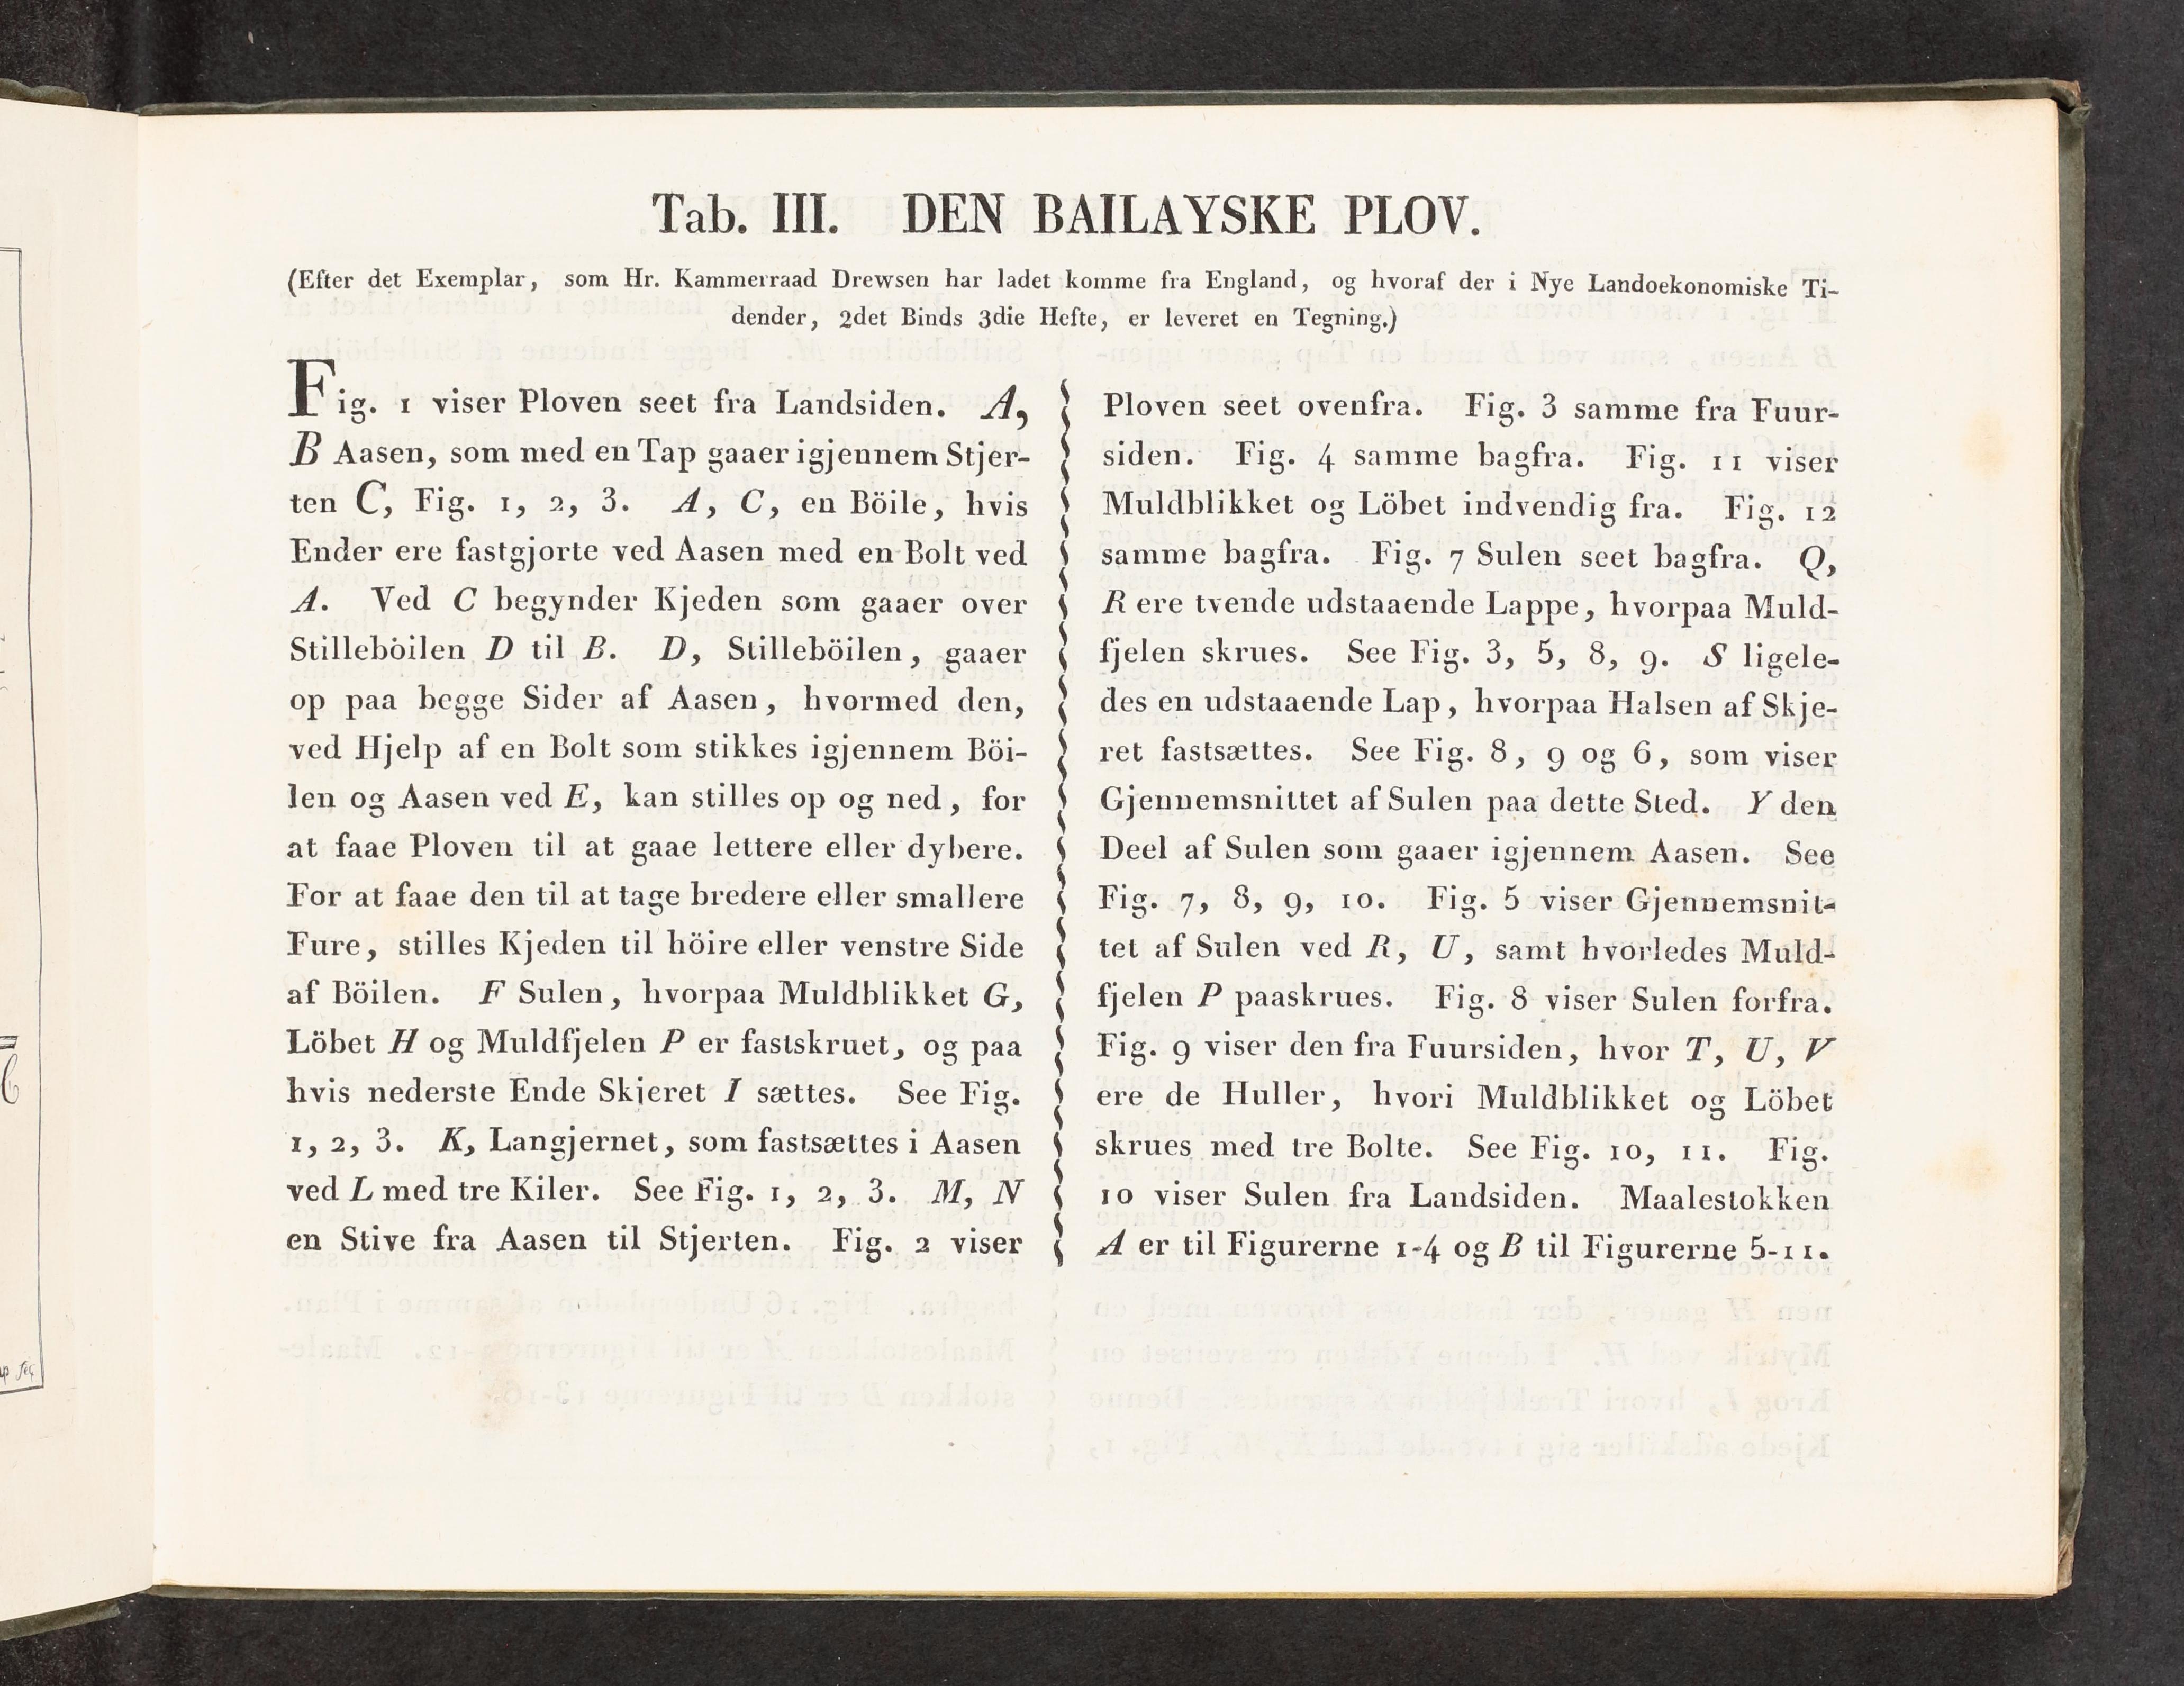 Tab. III. DEN BAILAYSKE PLOV.
(Efter det Exemplar, som Hr. Kammerraad Drewsen har ladet komme fra England, og hvoraf der i Nye Landoekonomiske Ti-
dender, 2det Binds 3die Hefte, er leveret en Tegning.)
Fig. 1 viser Ploven seet fra Landsiden. A,
B Aasen, som med en Tap gaaer igjennem Stjer-
ten C, Fig. 1, 2, 3. A, C, en Böile, hvis
Ender ere fastgjorte ved Aasen med en Bolt ved
A. Ved C begynder Kjeden som gaaer over
Stilleböilen D til B. D, Stilleböilen, gaaer
op paa begge Sider af Aasen, hvormed den,
ved Hjelp af en Bolt som stikkes igjennem Böi-
len og Aasen ved E, kan stilles op og ned, for
at faae Ploven til at gaae lettere eller dybere.
For at faae den til at tage bredere eller smallere
Fure, stilles Kjeden til höire eller venstre Side
af Böilen. F Sulen, hvorpaa Muldblikket G,
Löbet H og Muldfjelen P er fastskruet, og paa
hvis nederste Ende Skjeret I sættes. See Fig.
1, 2, 3. K, Langjernet, som fastsættes i Aasen
ved L med tre Kiler. See Fig. 1, 2, 3. M, N
en Stive fra Aasen til Stjerten. Fig. 2 viser
Ploven seet ovenfra. Fig. 3 samme fra Fuur-
siden. Fig. 4 samme bagfra. Fig. 11 viser
Muldblikket og Löbet indvendig fra. Fig. 12
samme bagfra. Fig. 7 Sulen seet bagfra. Q,
R ere tvende udstaaende Lappe, hvorpaa Muld-
fjelen skrues. See Fig. 3, 5, 8, 9. S ligele-
des en udstaaende Lap, hvorpaa Halsen af Skje-
ret fastsættes. See Fig. 8, 9 og 6, som viser
Gjennemsnittet af Sulen paa dette Sted. Y den
Deel af Sulen som gaaer igjennem Aasen. See
Fig. 7, 8, 9, 10. Fig. 5 viser Gjennemsnit-
tet af Sulen ved R, U, samt hvorledes Muld-
fjelen P paaskrues. Fig. 8 viser Sulen forfra.
Fig. 9 viser den fra Fuursiden, hvor T, U, V
ere de Huller, hvori Muldblikket og Löbet
skrues med tre Bolte. See Fig. 10, 11. Fig.
10 viser Sulen fra Landsiden. Maalestokken
A er til Figurerne 1-4 og B til Figurerne 5-11.